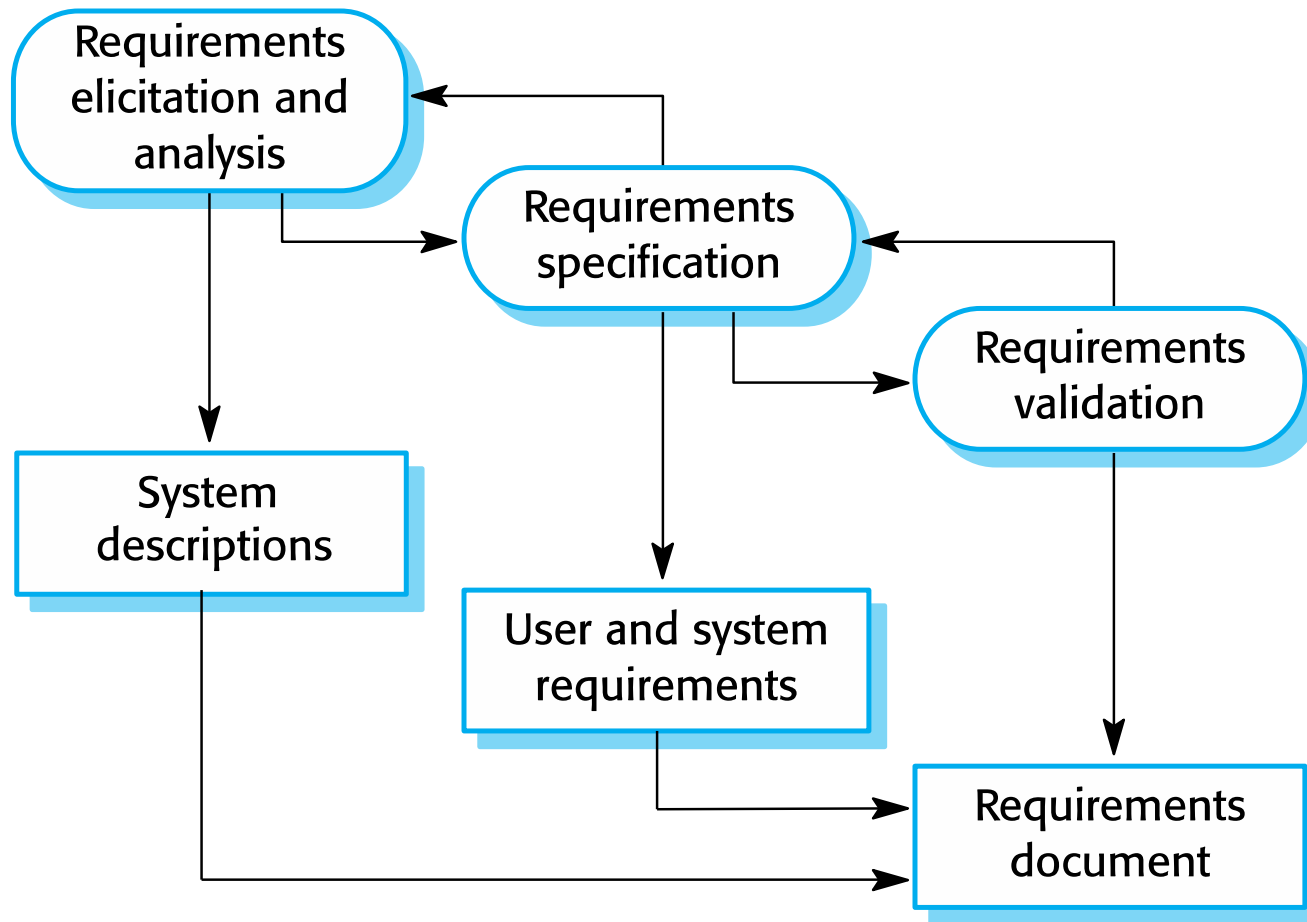 Requirements
elicitation and
analysis
Requirements
specification
Requirements
validation
System
descriptions
User and system
requirements
Requirements
document